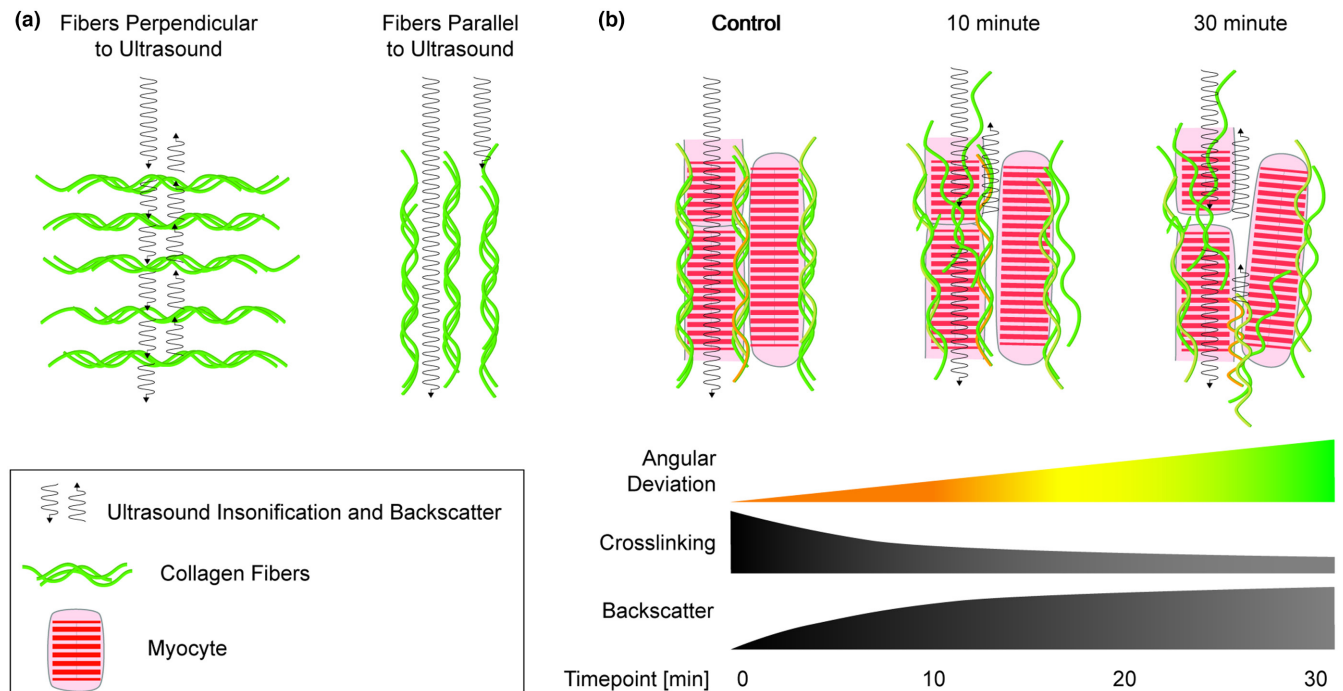 (a)
Fibers Perpendicular
to Ultrasound
Fibers Parallel
to Ultrasound
Ultrasound Insonification and Backscatter
Collagen Fibers
Myocyte
(b)
Control
10 minute
30 minute
Angular
Deviation
Crosslinking
Backscatter
Timepoint [min] 0 10 20 30